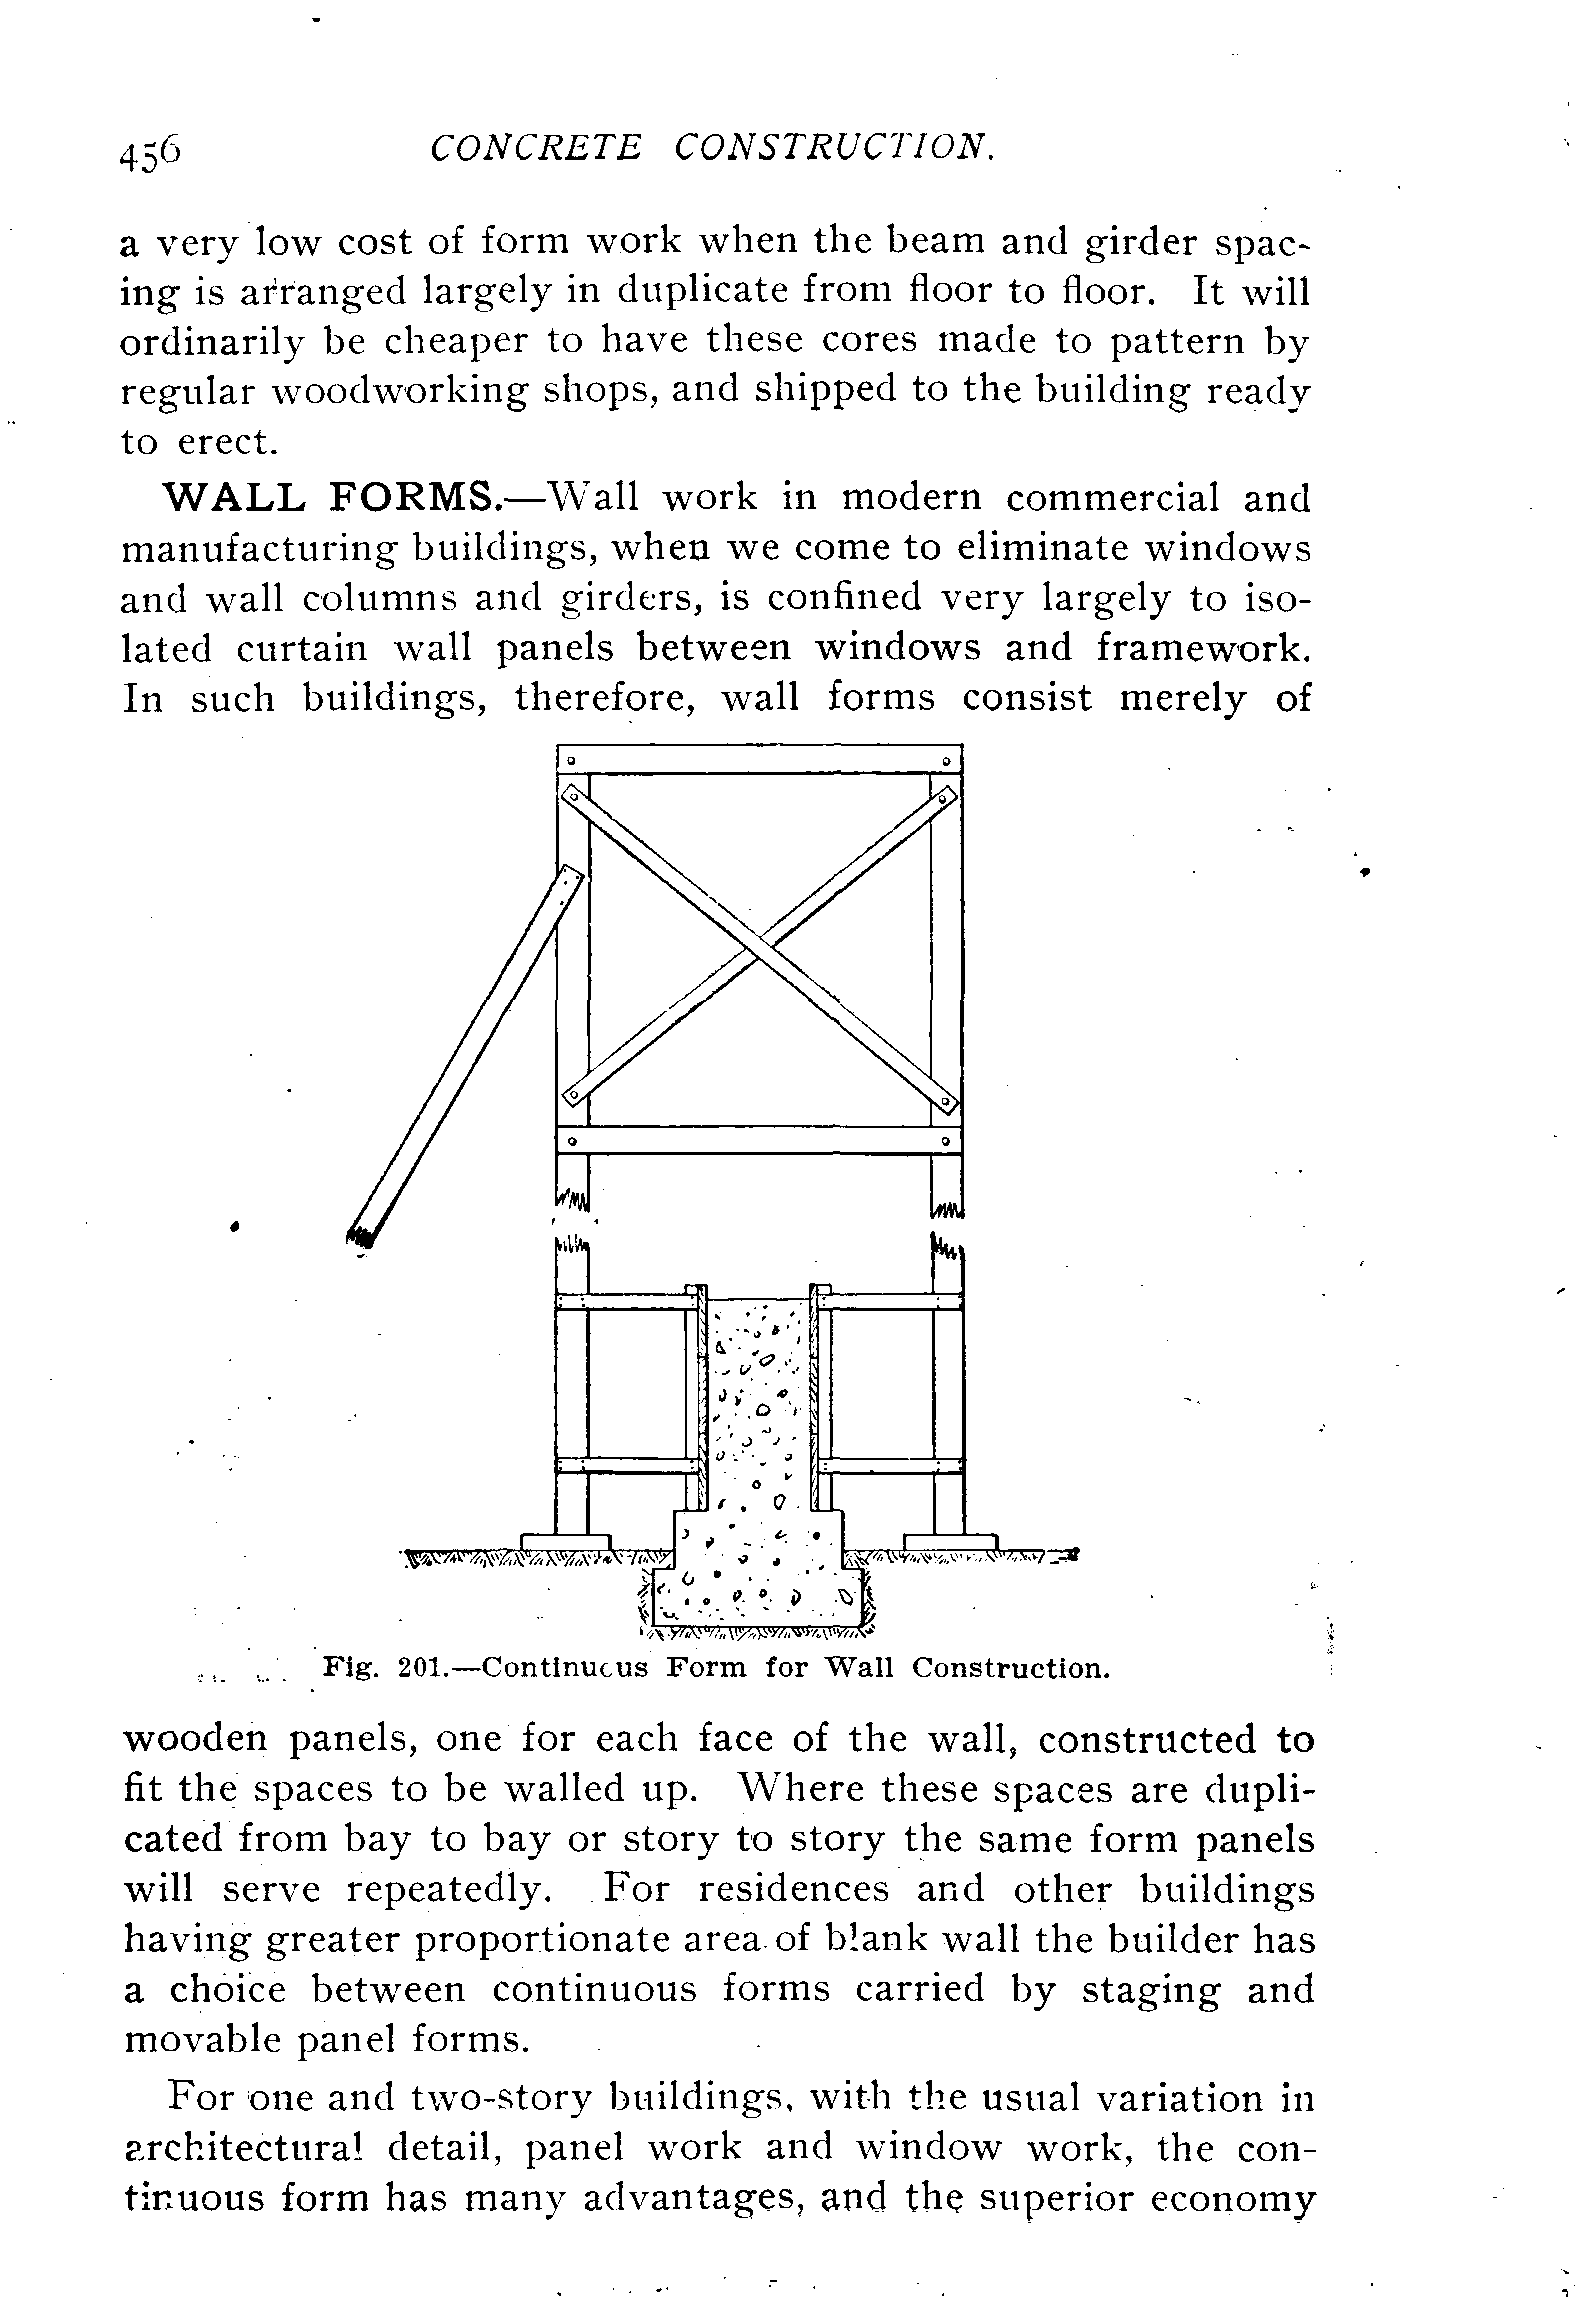 456 CONCRETE CONSTRUCTION.
a very low cost of form work when the beam and girder spac-
ing is arranged largely in duplicate from floor to floor. It will
ordinarily be cheaper to have these cores made to pattern by
regular woodworking shops, and shipped to the building ready
to erect.
WALL FORMS.—Wall work in modern commercial and
manufacturing buildings, when we come to eliminate windows
and wall columns and girders, is confined very largely to iso-
lated curtain wall panels between windows and framework.
In such buildings, therefore, wall forms consist merely of
Fig. 201.—Continuous Form for Wall Construction.
wooden panels, one for each face of the wall, constructed to
fit the spaces to be walled up. Where these spaces are dupli-
cated from bay to bay or story to story the same form panels
will serve repeatedly. For residences and other buildings
having greater proportionate area of blank wall the builder has
a choice between continuous forms carried by staging and
movable panel forms.
For one and two-story buildings, with the usual variation in
architectural detail, panel work and window work, the con-
tinuous form has many advantages, and the superior economy